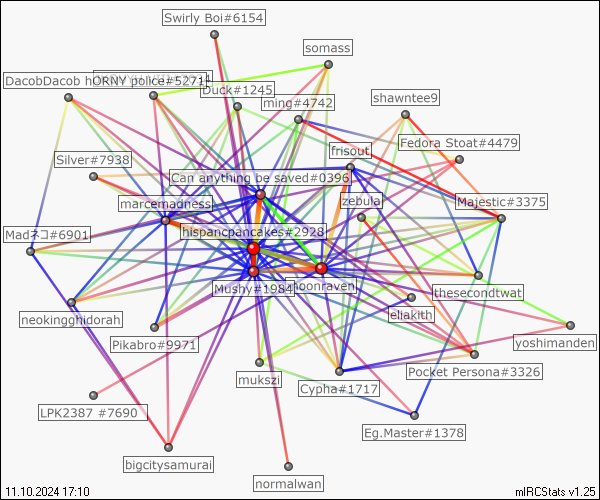 Swirly Boi#6154
somass
DacobDacob
hORNY police#5271
Duck#1245
ming#4742
shawntee9
frisout
Fedora Stoat#4479
Silver#7938
Can anything be saved#0396
zebula
Majestic#3375
marcemadness
Madネコ#6901
hispancpancakes#2928
Mushy#1984
thesecondtwat
neokingghidorah
eliakith
Pikabro#9971
yoshimanden
mukszi
Cypha#1717
Pocket Persona#3326
LPK2387 #7690
Eg.Master#1378
bigcitysamurai
normalwan
11.10.2024 17:10
mIRCStats v1.25